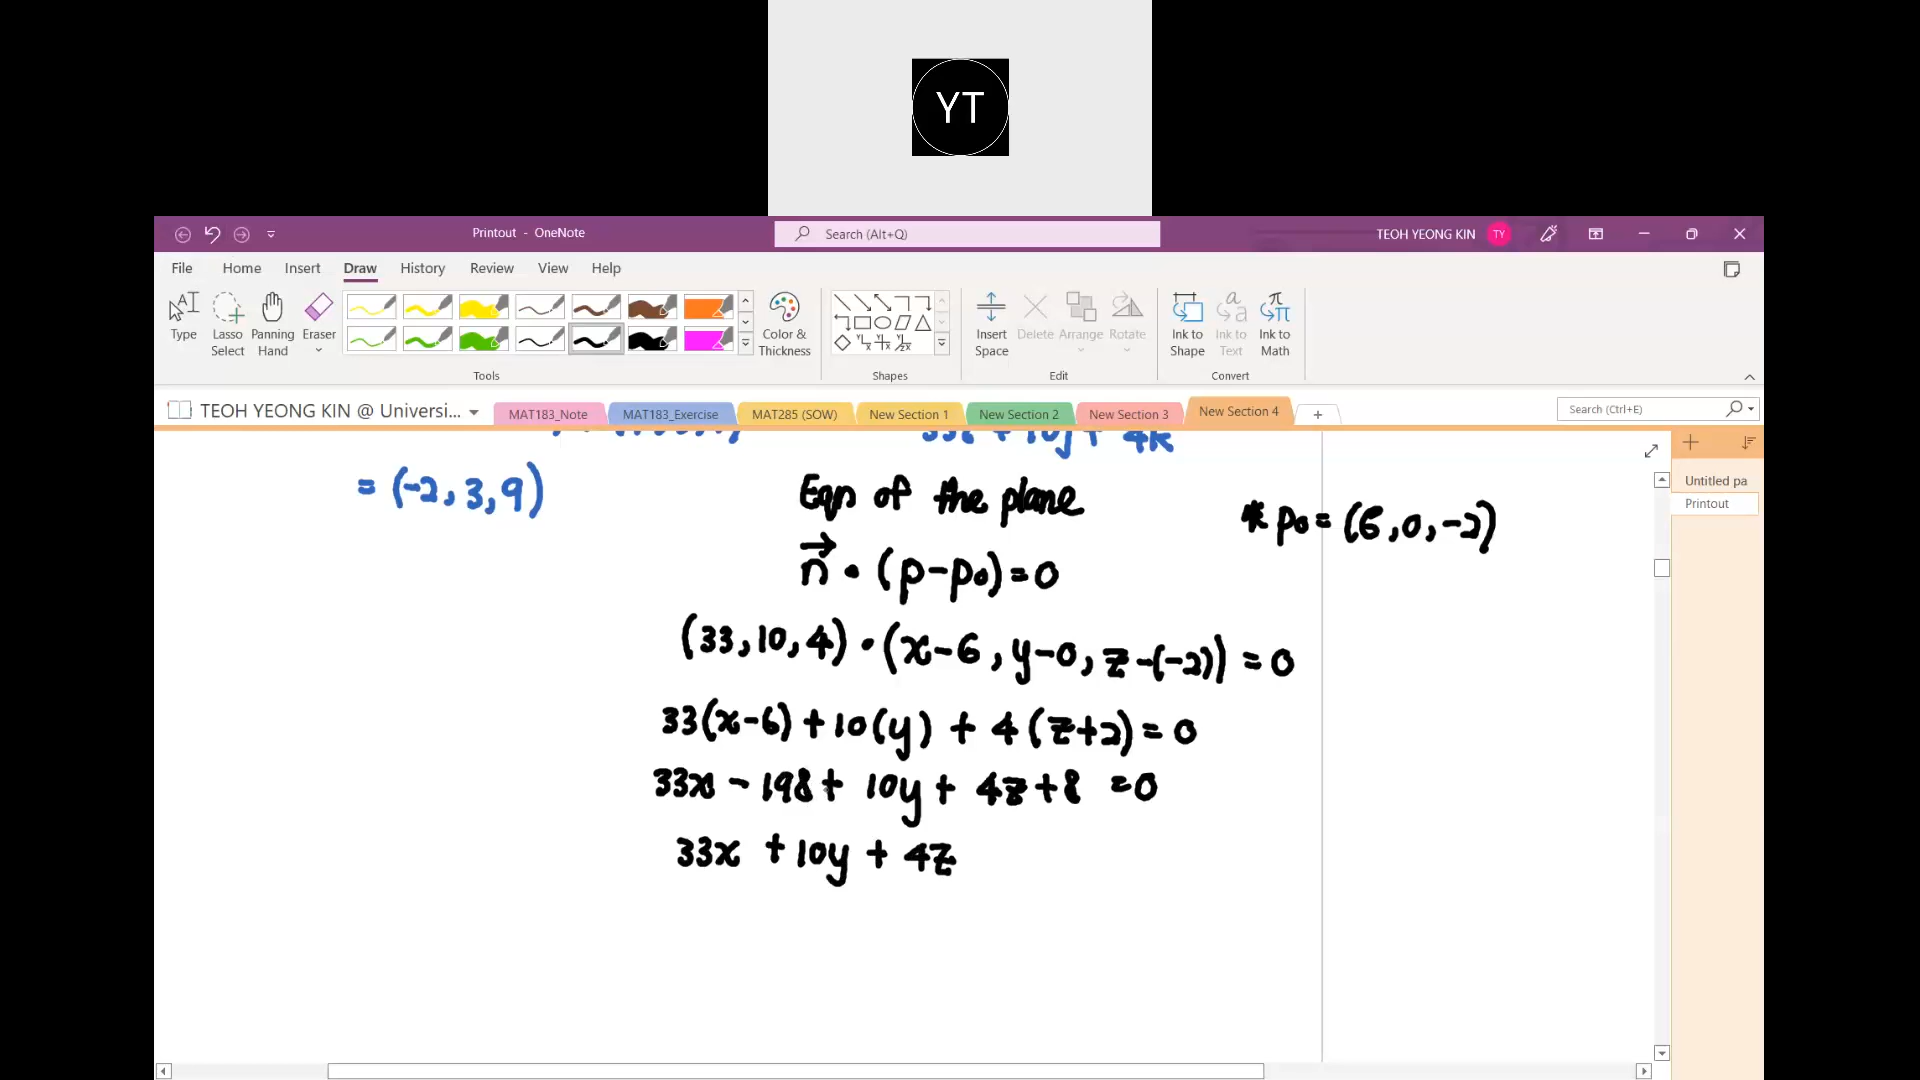 YT
Printout - OneNote
Search (Alt+Q)
TEOH YEONG KIN
TY
File Home Insert Draw History Review View Help
Type
Lasso Select
Panning Hand
Eraser
Color & Thickness
Insert Space
Delete
Arrange
Rotate
Ink to Shape
Ink to Text
Ink to Math
Tools
Shapes
Edit
Convert
TEOH YEONG KIN @ Universi...
MAT183_Note
MAT183_Exercise
MAT285 (SOW)
New Section 1
New Section 2
New Section 3
New Section 4
Search (Ctrl+E)
Untitled pa
Printout
33i + 10j + 4k
= (-2, 3, 9)
Eqn of the plane
* p0 = (6, 0, -2)
n⃗ • (p-p0) = 0
(33, 10, 4) • (x-6, y-0, z-(-2)) = 0
33(x-6) + 10(y) + 4(z+2) = 0
33x - 198 + 10y + 4z + 8 = 0
33x + 10y + 4z